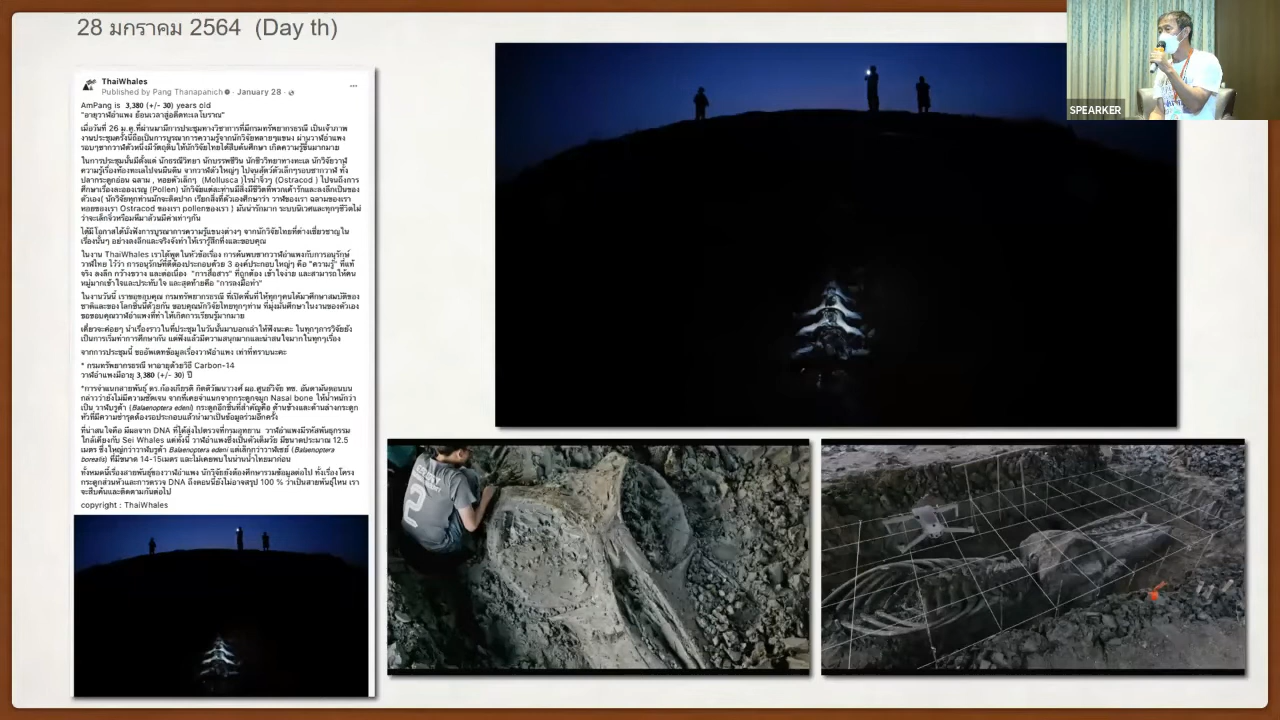 28 มกราคม 2564 (Day th)
SPEARKER
ThaiWhales
Published by Pang Thanapanich · January 28 ·
AmPang is 3,380 (+/- 30) years old
"อายุวาฬอำแพง ย้อนเวลาสู่อดีตทะเลโบราณ"
เมื่อวันที่ 26 ม.ค.ที่ผ่านมามีการประชุมทางวิชาการที่มีกรมทรัพยากรธรณี เป็นเจ้าภาพ
งานประชุมครั้งนี้ถือเป็นการบูรณาการความรู้จากนักวิจัยหลายๆแขนง ผ่านวาฬอำแพง
รอบๆซากวาฬตัวหนึ่งมีวัตถุดิบ ให้นักวิจัยไทยได้สืบค้นศึกษา เกิดความรู้ขึ้นมากมาย
ในการประชุมนั้นมีตั้งแต่ นักธรณีวิทยา นักบรรพชีวิน นักชีววิทยาทางทะเล นักวิจัยวาฬ
ความรู้เรื่องท้องทะเลไปจนผืนดิน จากวาฬตัวใหญ่ๆ ไปจนสัตว์ตัวเล็กๆรอบซากวาฬ ทั้ง
ปลากระดูกอ่อน ฉลาม , หอยตัวเล็กๆ (Mollusca )ไรน้ำจิ๋วๆ (Ostracod ) ไปจนถึงการ
ศึกษาเรื่องละอองเรณู (Pollen) นักวิจัยแต่ละท่านมีสิ่งมีชีวิตที่พวกเค้ารักและลงลึกเป็นของ
ตัวเอง( นักวิจัยทุกท่านมักจะติดปาก เรียกสิ่งที่ตัวเองศึกษาว่า วาฬของเรา ฉลามของเรา
หอยของเรา Ostracod ของเรา pollenของเรา ) มันน่ารักมาก ระบบนิเวศและทุกๆชีวิตไม่
ว่าจะเล็กจิ๋วหรือมหึมาล้วนมีค่าเท่าๆกัน
ได้มีโอกาสได้นั่งฟังการบูรณาการความรู้แขนงต่างๆ จากนักวิจัยไทยที่ต่างเชี่ยวชาญใน
เรื่องนั้นๆ อย่างลงลึกและจริงจังทำให้เรารู้สึกทึ่งและขอบคุณ
ในงาน ThaiWhales เราได้พูดในหัวข้อเรื่อง การค้นพบซากวาฬอำแพงกับการอนุรักษ์
วาฬไทย ไว้ว่า การอนุรักษ์ที่ดีต้องประกอบด้วย 3 องค์ประกอบใหญ่ๆ คือ "ความรู้" ที่แท้
จริง ลงลึก กว้างขวาง และต่อเนื่อง "การสื่อสาร" ที่ถูกต้อง เข้าใจง่าย และสามารถให้คน
หมู่มากเข้าใจและประทับใจ และสุดท้ายคือ "การลงมือทำ"
ในงานวันนี้ เราขอขอบคุณ กรมทรัพยากรธรณี ที่เปิดพื้นที่ให้ทุกๆคนได้มาศึกษาสมบัติของ
ชาติและของโลกชิ้นนี้ด้วยกัน ขอบคุณนักวิจัยไทยทุกๆท่าน ที่มุ่งมั่นศึกษาในงานของตัวเอง
ขอขอบคุณวาฬอำแพงที่ทำให้เกิดการเรียนรู้มากมาย
เดี๋ยวจะค่อยๆ นำเรื่องราวในที่ประชุมในวันนั้นมาบอกเล่าให้ฟังนะคะ ในทุกๆการวิจัยยัง
เป็นการเริ่มทำการศึกษากัน แต่ฟังแล้วมีความสนุกมากและน่าสนใจมากในทุกๆเรื่อง
จากการประชุมนี้ ขออัพเดทข้อมูลเรื่องวาฬอำแพง เท่าที่ทราบนะคะ
* กรมทรัพยากรธรณี หาอายุด้วยวิธี Carbon-14
วาฬอำแพงมีอายุ 3,380 (+/- 30) ปี
*การจำแนกสายพันธุ์ ดร.ก้องเกียรติ กิตติวัฒนาวงศ์ ผอ.ศูนย์วิจัย ทช. อันดามันตอนบน
กล่าวว่ายังไม่มีความชัดเจน จากที่เคยจำแนกจากกระดูกจมูก Nasal bone ให้น้ำหนักว่า
เป็น วาฬบรูด้า (Balaenoptera edeni) กระดูกอีกชิ้นที่สำคัญคือ ด้านข้างและด้านล่างกระดูก
หัวที่มีความชำรุดต้องรอประกอบแล้วนำมาเป็นข้อมูลร่วมอีกครั้ง
ที่น่าสนใจคือ มีผลจาก DNA ที่ได้ส่งไปตรวจที่กรมอุทยาน วาฬอำแพงมีรหัสพันธุกรรม
ใกล้เคียงกับ Sei Whales แต่ทั้งนี้ วาฬอำแพงซึ่งเป็นตัวเต็มวัย มีขนาดประมาณ 12.5
เมตร ซึ่งใหญ่กว่าวาฬบรูด้า Balaenoptera edeni แต่เล็กกว่าวาฬเซย์ (Balaenoptera
borealis) ที่มีขนาด 14-15เมตร และไม่เคยพบในน่านน้ำไทยมาก่อน
ทั้งหมดนี้เรื่องสายพันธุ์ของวาฬอำแพง นักวิจัยยังต้องศึกษารวมข้อมูลต่อไป ทั้งเรื่องโครง
กระดูกส่วนหัวและการตรวจ DNA ถึงตอนนี้ยังไม่อาจสรุป 100 % ว่าเป็นสายพันธุ์ไหน เรา
จะสืบค้นและติดตามกันต่อไป
copyright : ThaiWhales
2